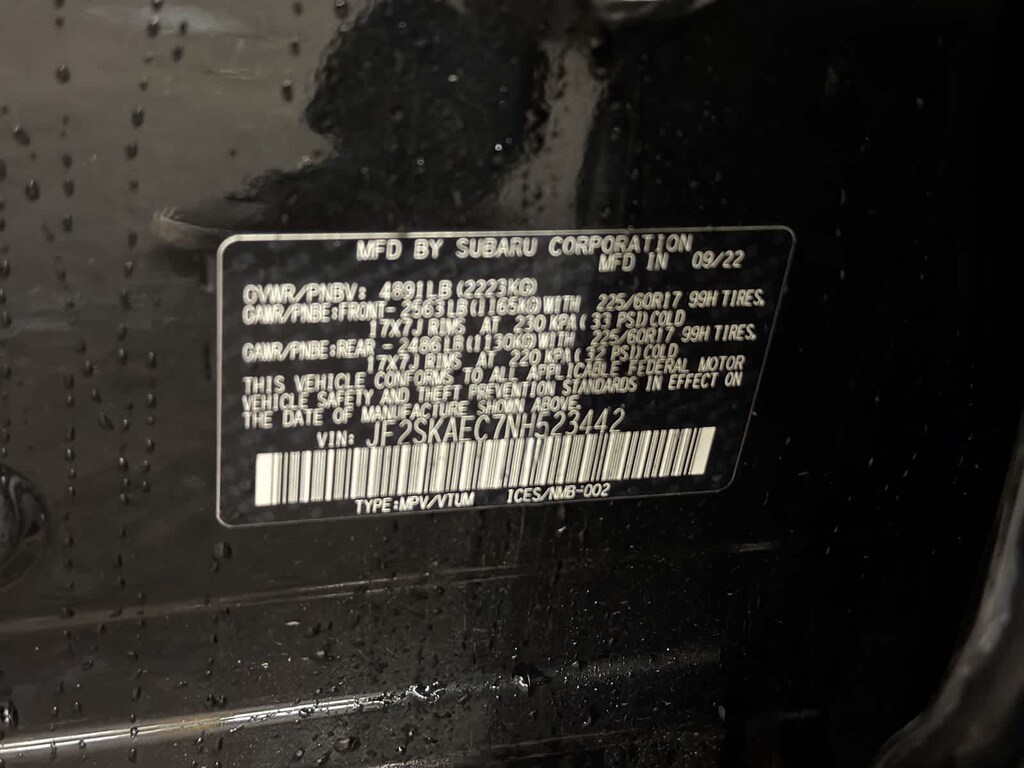 MFD BY SUBARU CORPORATION
MFD IN 09/22
GVWR/PNBV: 4891LB(2223KG)
GAWR/PNBE:FRONT- 2563LB(1165KG)WITH 225/60R17 99H TIRES,
17X7J RIMS AT 230 KPA( 33 PSI)COLD
GAWR/PNBE:REAR - 2486LB(1130KG)WITH 225/60R17 99H TIRES,
17X7J RIMS AT 220 KPA( 32 PSI)COLD
THIS VEHICLE CONFORMS TO ALL APPLICABLE FEDERAL MOTOR
VEHICLE SAFETY AND THEFT PREVENTION STANDARDS IN EFFECT ON
THE DATE OF MANUFACTURE SHOWN ABOVE.
VIN: JF2SKAEC7NH523442
TYPE:MPV/VTUM ICES/NMB-002